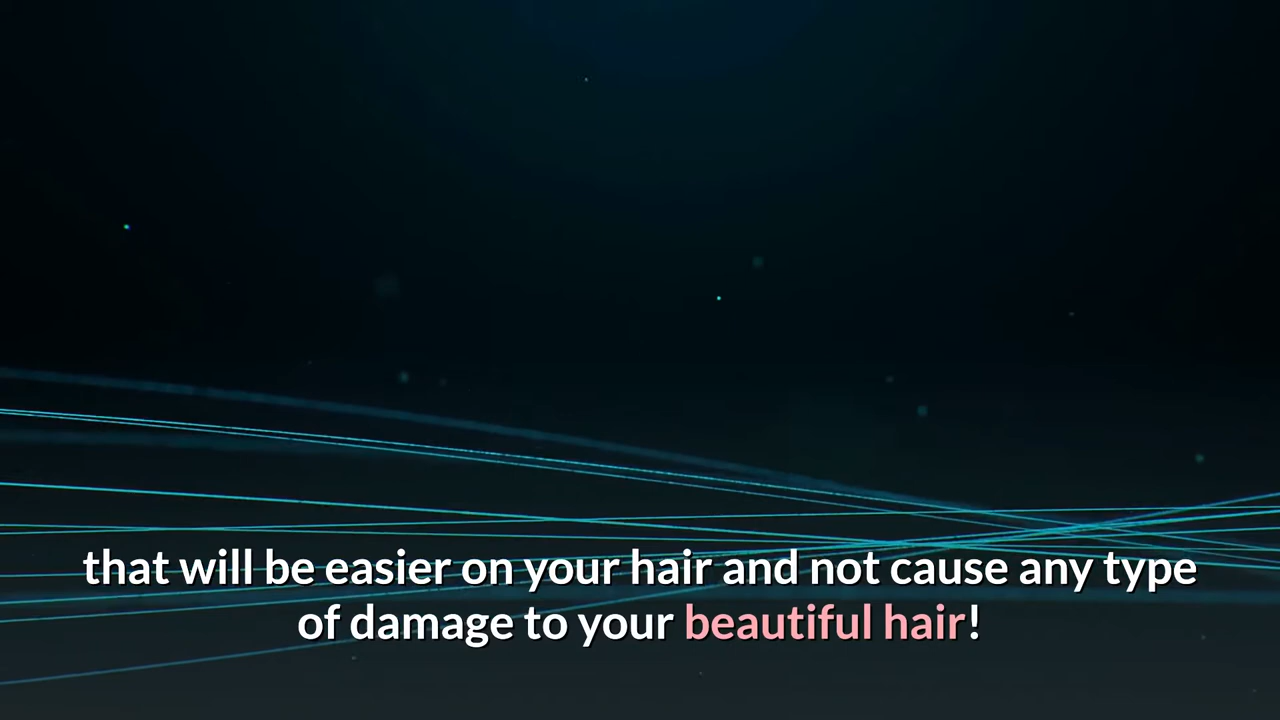 that will be easier on your hair and not cause any type
of damage to your beautiful hair!